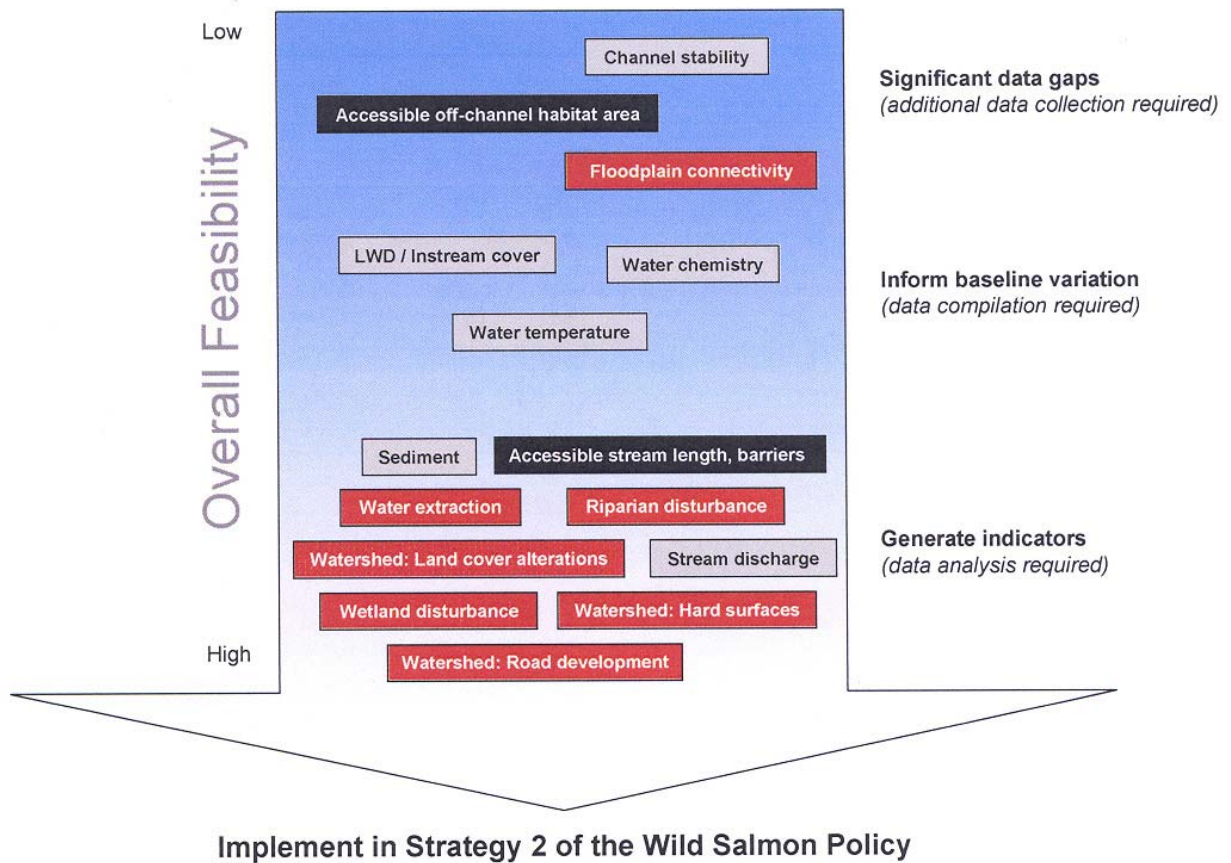 Low
Channel stability
Significant data gaps
(additional data collection required)
Accessible off-channel habitat area
Floodplain connectivity
Overall Feasibility
LWD / Instream cover
Water chemistry
Inform baseline variation
(data compilation required)
Water temperature
Sediment
Accessible stream length, barriers
Water extraction
Riparian disturbance
Watershed: Land cover alterations
Stream discharge
Generate indicators
(data analysis required)
Wetland disturbance
Watershed: Hard surfaces
High
Watershed: Road development
Implement in Strategy 2 of the Wild Salmon Policy